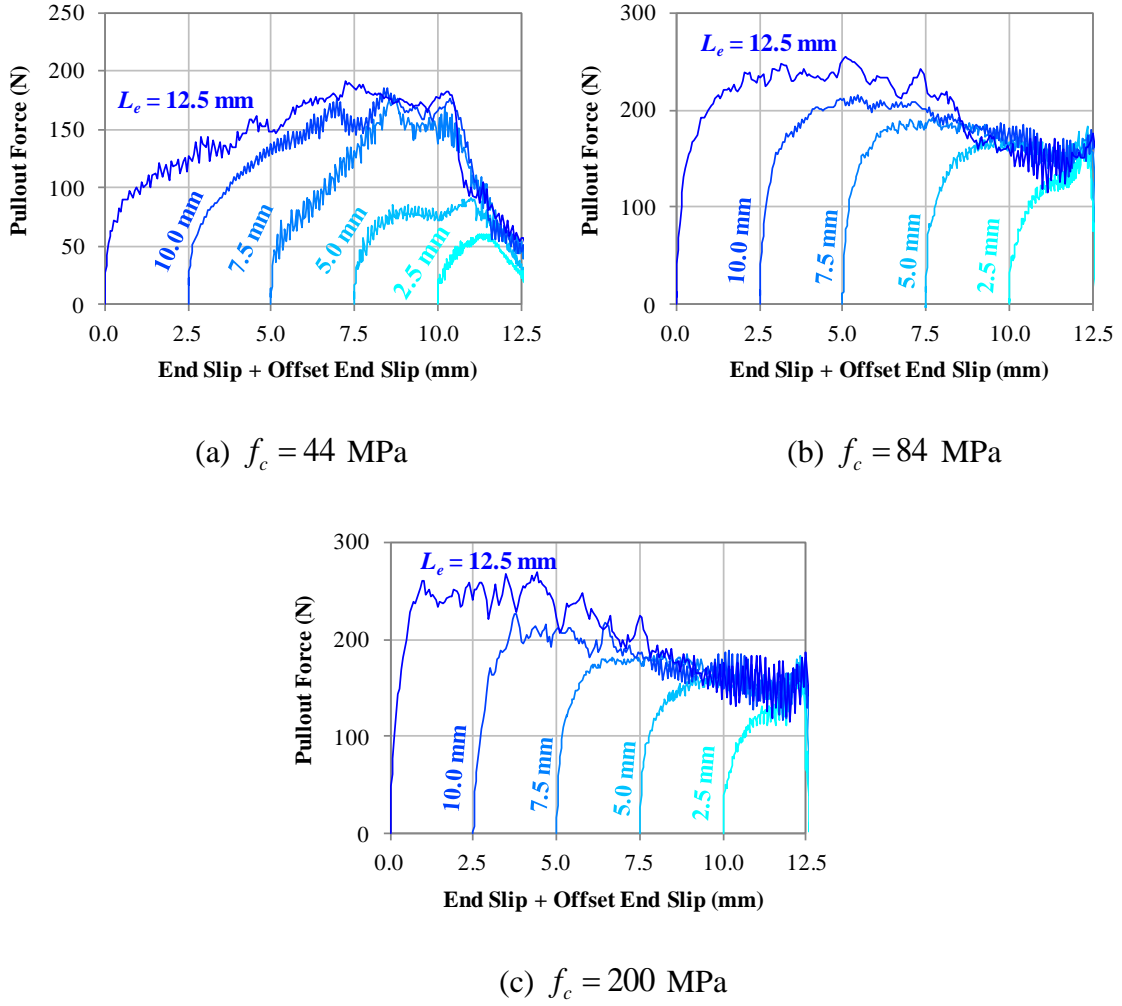 250
200
150
100
50
0
Pullout Force (N)
L_e = 12.5 mm
10.0 mm
7.5 mm
5.0 mm
2.5 mm
0.0 2.5 5.0 7.5 10.0 12.5
End Slip + Offset End Slip (mm)
(a) f_c = 44 MPa
300
200
100
0
Pullout Force (N)
L_e = 12.5 mm
10.0 mm
7.5 mm
5.0 mm
2.5 mm
0.0 2.5 5.0 7.5 10.0 12.5
End Slip + Offset End Slip (mm)
(b) f_c = 84 MPa
300
200
100
0
Pullout Force (N)
L_e = 12.5 mm
10.0 mm
7.5 mm
5.0 mm
2.5 mm
0.0 2.5 5.0 7.5 10.0 12.5
End Slip + Offset End Slip (mm)
(c) f_c = 200 MPa